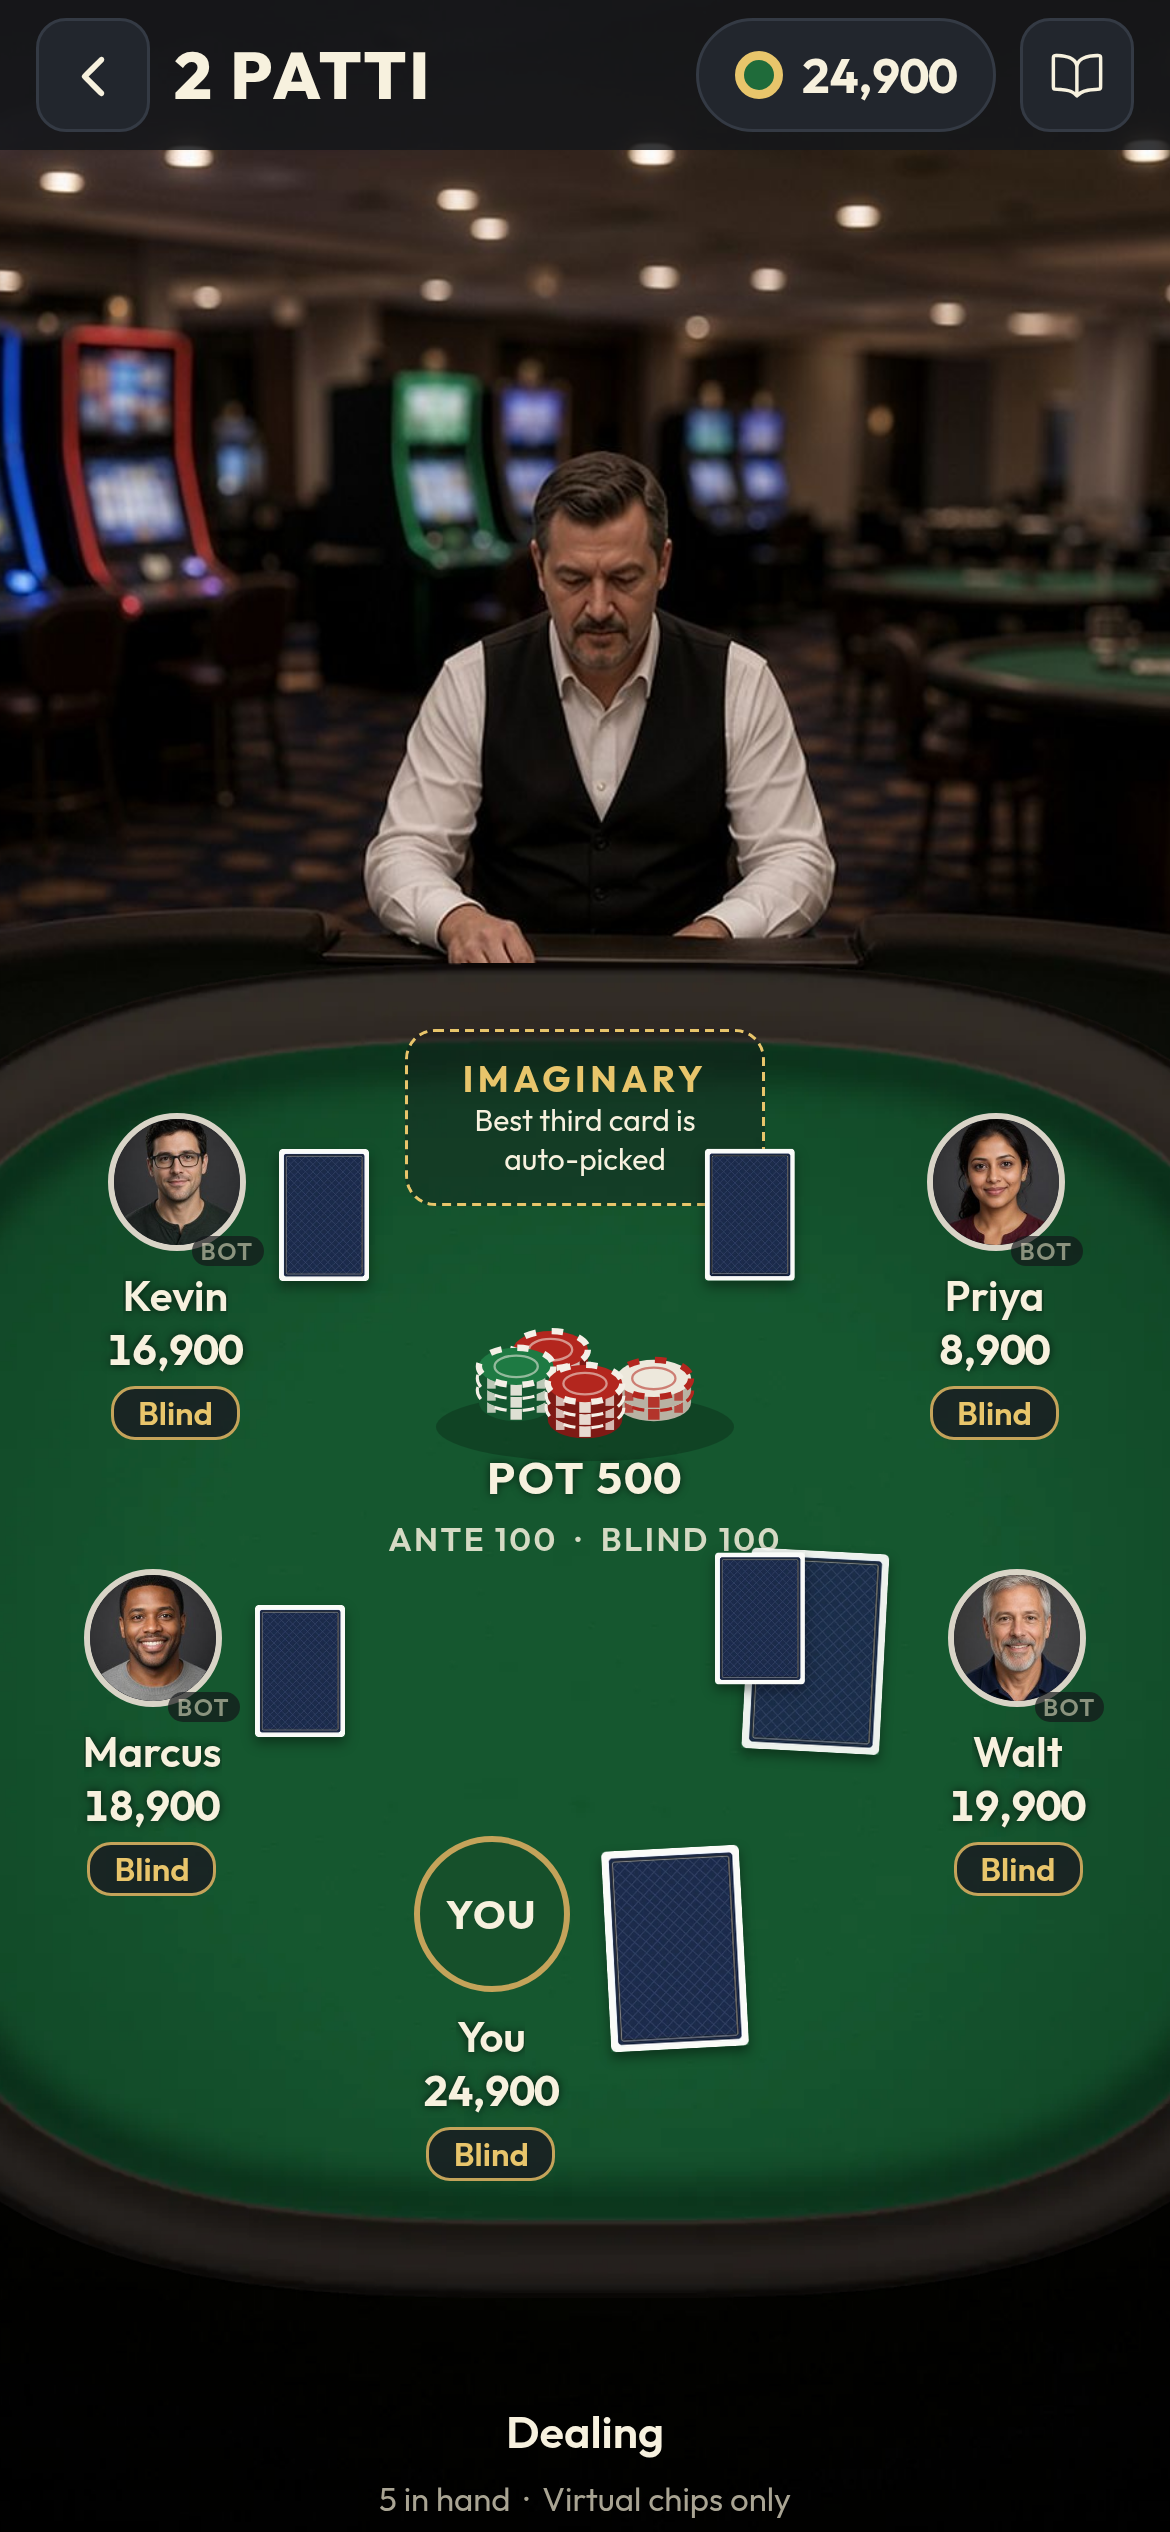 2 PATTI
24,900
IMAGINARY
Best third card is
auto-picked
BOT
Kevin
16,900
Blind
BOT
Priya
8,900
Blind
POT 500
ANTE 100 · BLIND 100
BOT
Marcus
18,900
Blind
BOT
Walt
19,900
Blind
YOU
You
24,900
Blind
Dealing
5 in hand · Virtual chips only